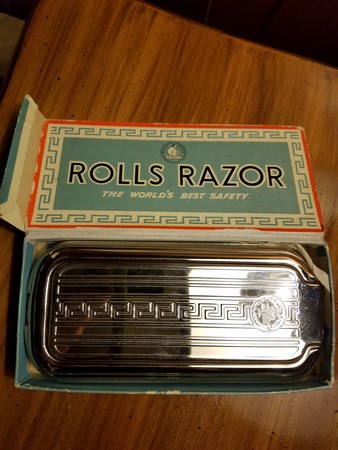 ROLLS RAZOR
THE WORLD'S BEST SAFETY